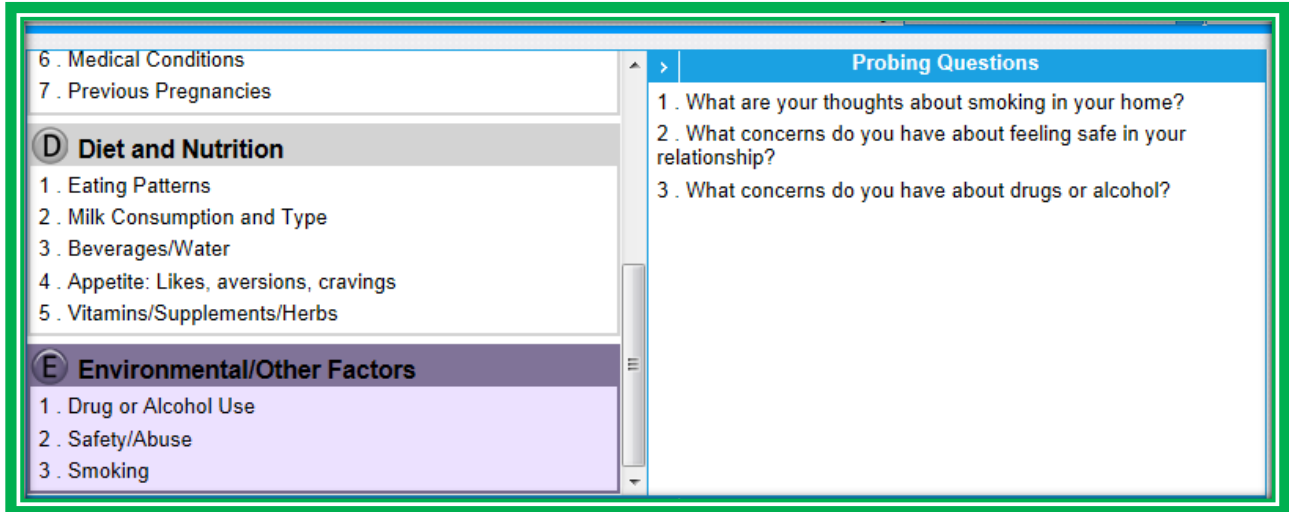 6 . Medical Conditions
7 . Previous Pregnancies
D Diet and Nutrition
1 . Eating Patterns
2 . Milk Consumption and Type
3 . Beverages/Water
4 . Appetite: Likes, aversions, cravings
5 . Vitamins/Supplements/Herbs
E Environmental/Other Factors
1 . Drug or Alcohol Use
2 . Safety/Abuse
3 . Smoking
> Probing Questions
1 . What are your thoughts about smoking in your home?
2 . What concerns do you have about feeling safe in your
relationship?
3 . What concerns do you have about drugs or alcohol?